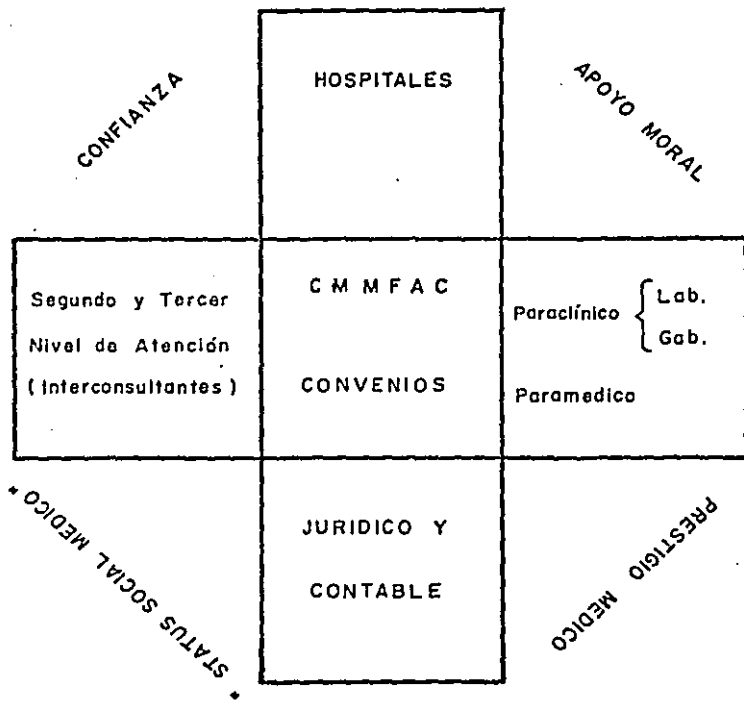 CONFIANZA
HOSPITALES
APOYO MORAL
Segundo y Tercer
Nivel de Atención
(Interconsultantes)
CMMFAC
CONVENIOS
Paraclínico { Lab.
Gab.
Paramedico
"STATUS SOCIAL MEDICO"
JURIDICO Y
CONTABLE
PRESTIGIO MEDICO